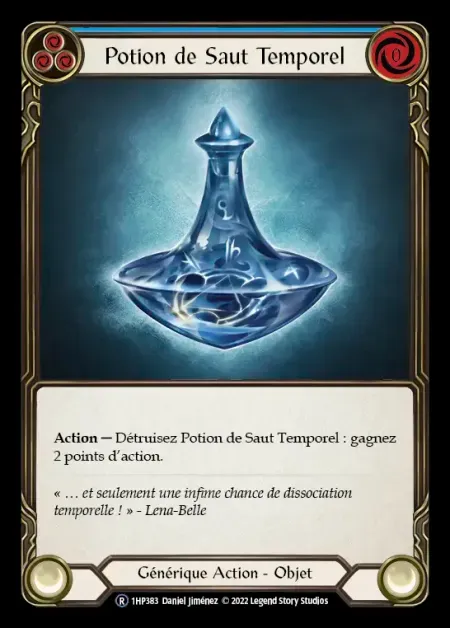 Potion de Saut Temporel
0
Action — Détruisez Potion de Saut Temporel : gagnez
2 points d'action.
« … et seulement une infime chance de dissociation
temporelle ! » - Lena-Belle
Générique Action - Objet
R 1HP383 Daniel Jiménez © 2022 Legend Story Studios